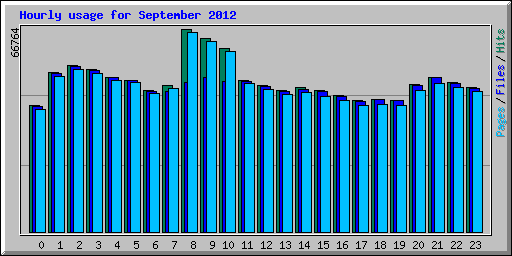 Hourly usage for September 2012
66764
Pages/Files/Hits
0 1 2 3 4 5 6 7 8 9 10 11 12 13 14 15 16 17 18 19 20 21 22 23